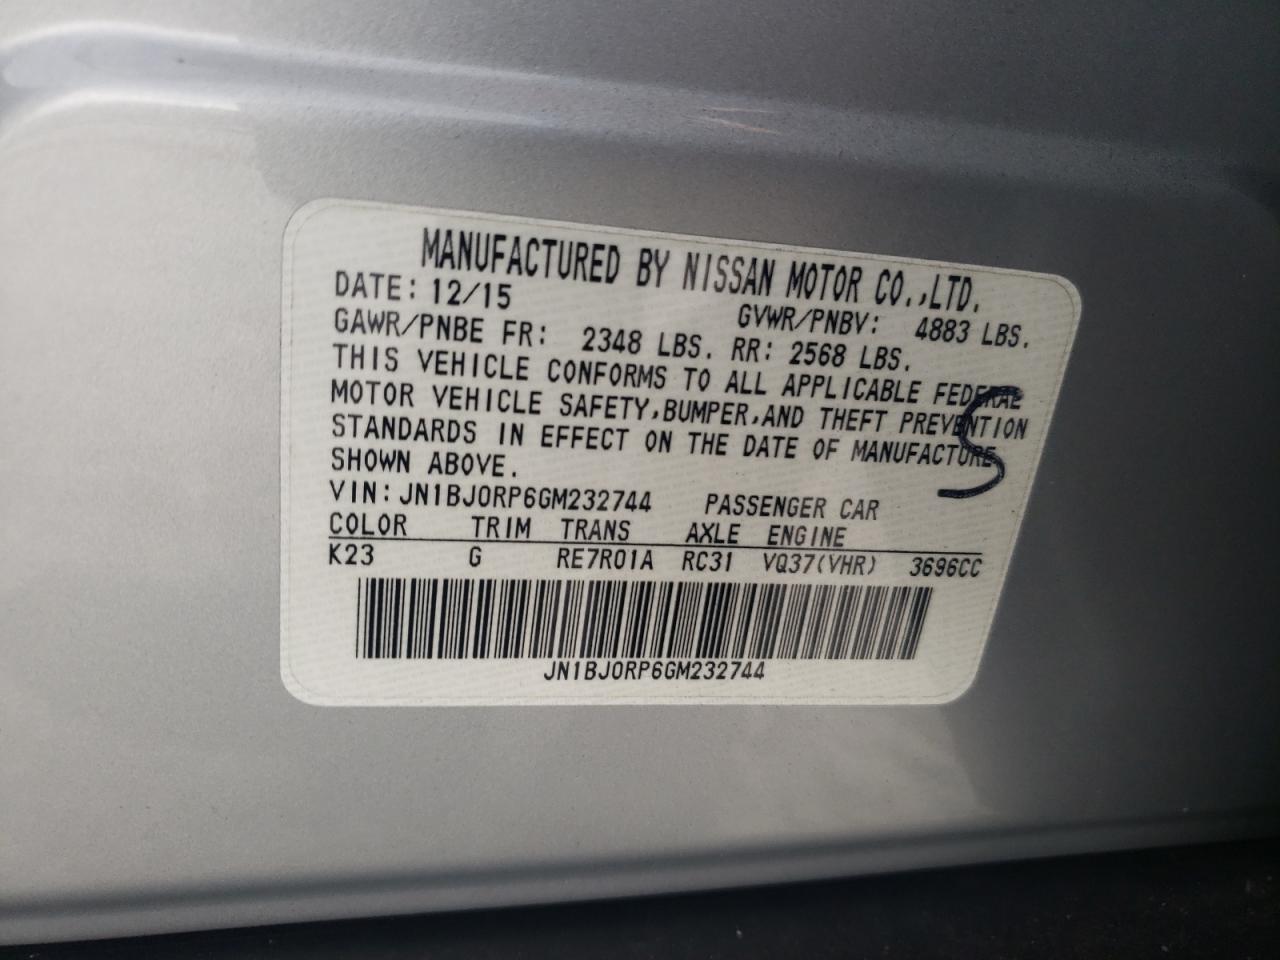 MANUFACTURED BY NISSAN MOTOR CO.,LTD.
DATE: 12/15 GVWR/PNBV: 4883 LBS.
GAWR/PNBE FR: 2348 LBS. RR: 2568 LBS.
THIS VEHICLE CONFORMS TO ALL APPLICABLE FEDERAL
MOTOR VEHICLE SAFETY,BUMPER,AND THEFT PREVENTION
STANDARDS IN EFFECT ON THE DATE OF MANUFACTURE
SHOWN ABOVE.
S
VIN:JN1BJ0RP6GM232744 PASSENGER CAR
COLOR TRIM TRANS AXLE ENGINE
K23 G RE7R01A RC31 VQ37(VHR) 3696CC
JN1BJ0RP6GM232744